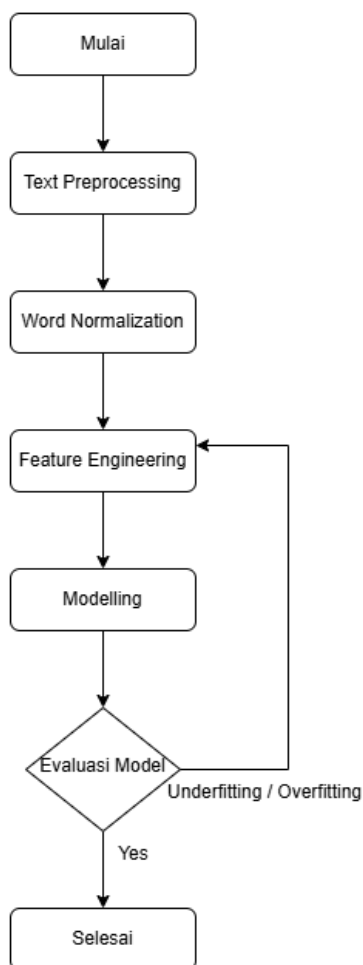 Mulai
Text Preprocessing
Word Normalization
Feature Engineering
Modelling
Evaluasi Model
Underfitting / Overfitting
Yes
Selesai